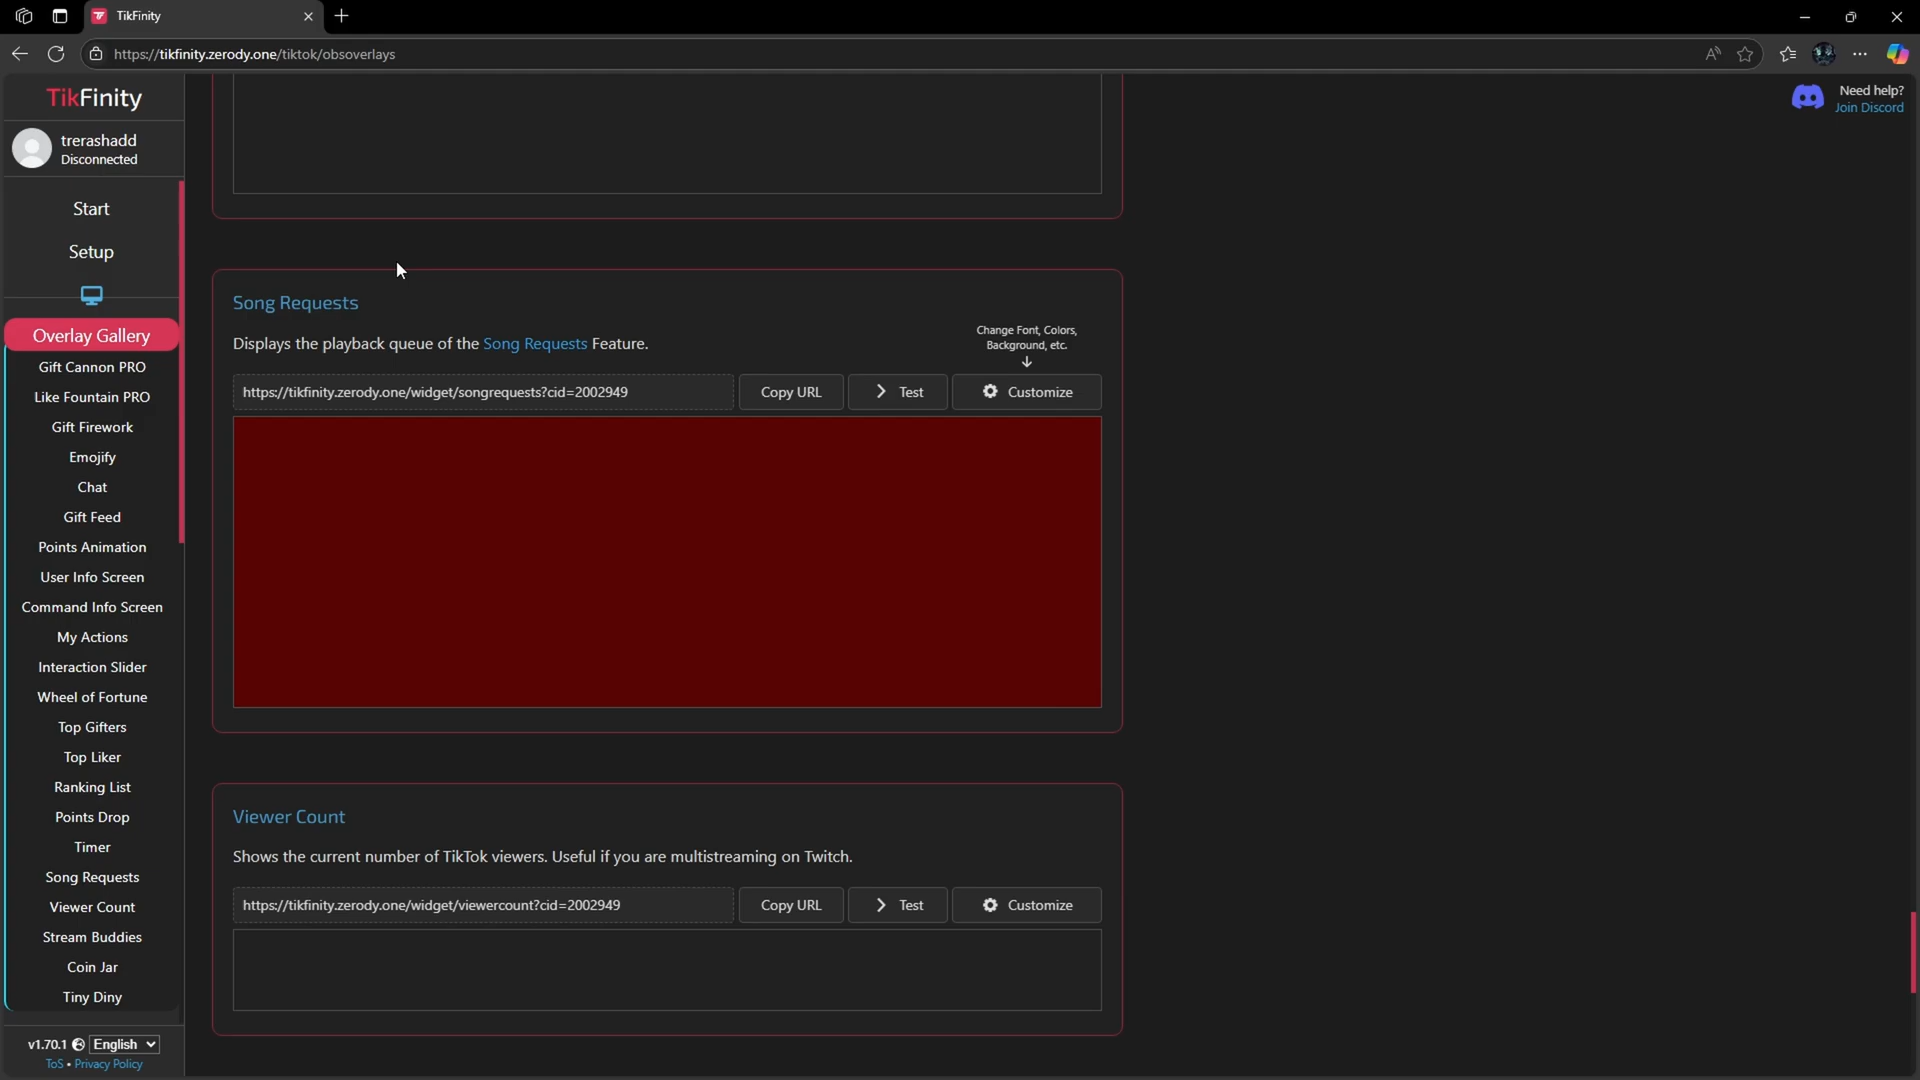 TikFinity
https://tikfinity.zerody.one/tiktok/obsoverlays
TikFinity
trerashadd
Disconnected
Start
Setup
Overlay Gallery
Gift Cannon PRO
Like Fountain PRO
Gift Firework
Emojify
Chat
Gift Feed
Points Animation
User Info Screen
Command Info Screen
My Actions
Interaction Slider
Wheel of Fortune
Top Gifters
Top Liker
Ranking List
Points Drop
Timer
Song Requests
Viewer Count
Stream Buddies
Coin Jar
Tiny Diny
v1.70.1 English
ToS • Privacy Policy
Need help?
Join Discord
Song Requests
Displays the playback queue of the Song Requests Feature.
Change Font, Colors,
Background, etc.
https://tikfinity.zerody.one/widget/songrequests?cid=2002949 Copy URL Test Customize
Viewer Count
Shows the current number of TikTok viewers. Useful if you are multistreaming on Twitch.
https://tikfinity.zerody.one/widget/viewercount?cid=2002949 Copy URL Test Customize